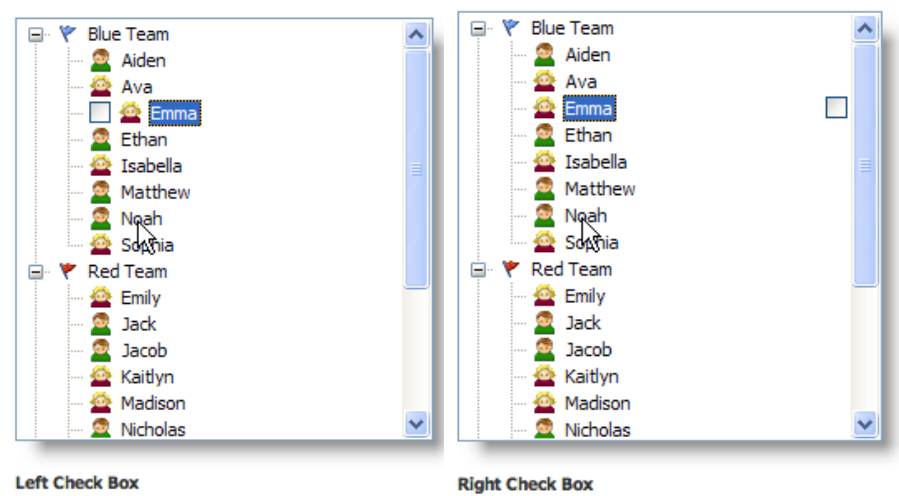 Blue Team
Aiden
Ava
Emma
Ethan
Isabella
Matthew
Noah
Sophia
Red Team
Emily
Jack
Jacob
Kaitlyn
Madison
Nicholas
Left Check Box
Blue Team
Aiden
Ava
Emma
Ethan
Isabella
Matthew
Noah
Sophia
Red Team
Emily
Jack
Jacob
Kaitlyn
Madison
Nicholas
Right Check Box